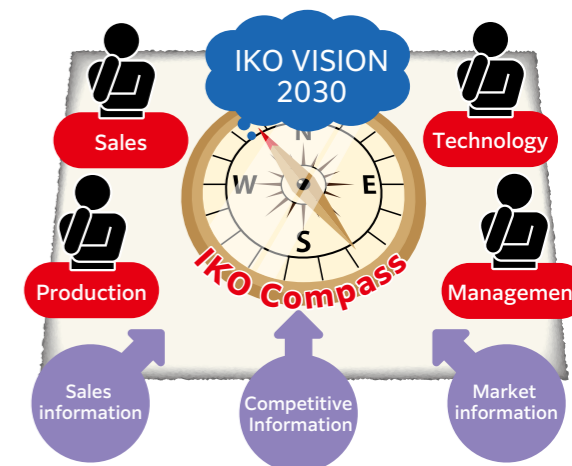 IKO VISION
2030
Sales
Technology
N
W
E
S
IKO Compass
Production
Managemen
Sales
information
Competitive
Information
Market
information